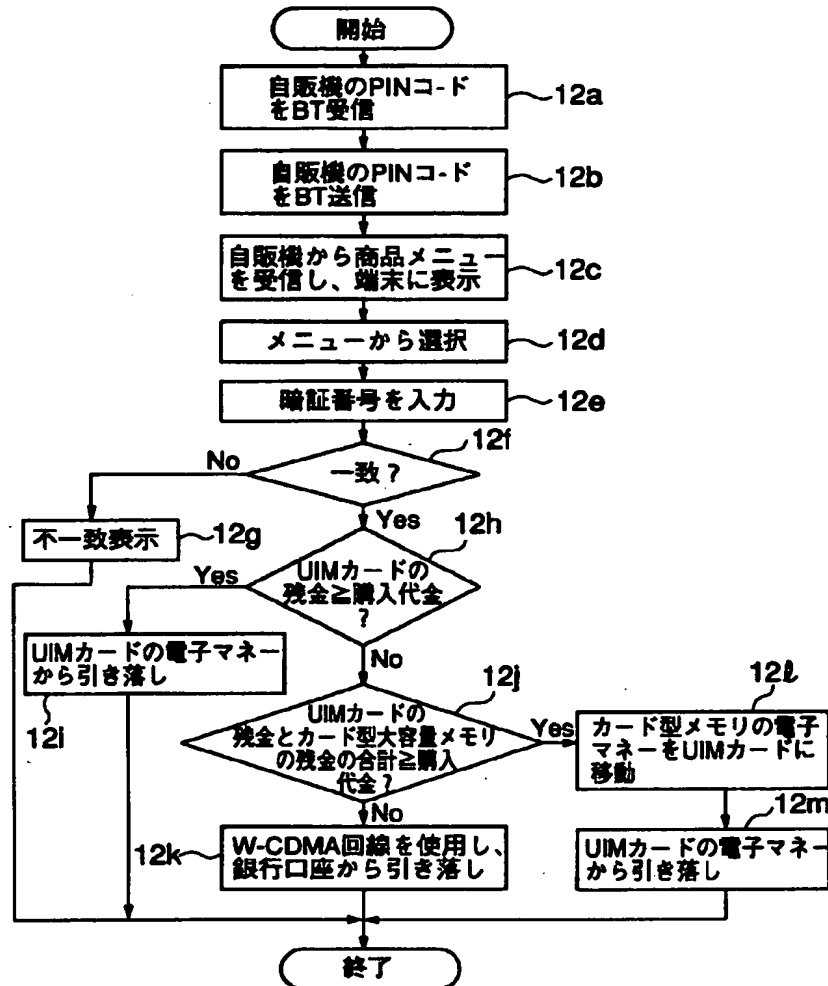 開始
自販機のPINコード
をBT受信
12a
自販機のPINコード
をBT送信
12b
自販機から商品メニュー
を受信し、端末に表示
12c
メニューから選択
12d
暗証番号を入力
12e
12f
No
一致?
不一致表示
12g
Yes
12h
Yes
UIMカードの
残金≧購入代金
?
UIMカードの電子マネー
から引き落し
12i
No
12j
UIMカードの
残金とカード型大容量メモリ
の残金の合計≧購入
代金?
Yes
12ℓ
カード型メモリの電子
マネーをUIMカードに
移動
No
12k
W-CDMA回線を使用し、
銀行口座から引き落し
12m
UIMカードの電子マネー
から引き落し
終了